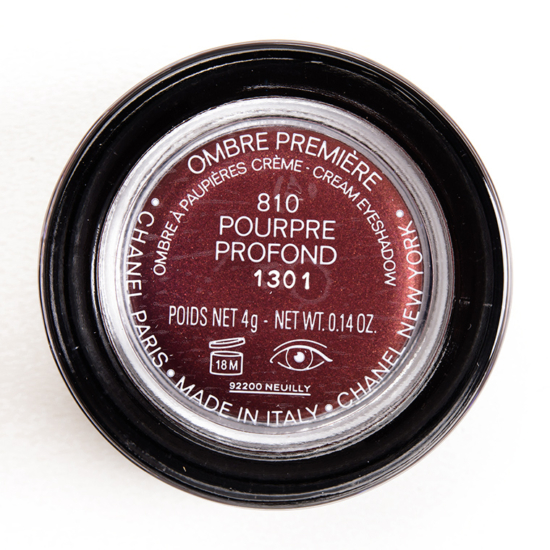 OMBRE PREMIÈRE
OMBRE À PAUPIÈRES CRÈME · CREAM EYESHADOW
810
POURPRE
PROFOND
1301
POIDS NET 4g - NET WT. 0.14 OZ.
18 M
92200 NEUILLY
• CHANEL PARIS • MADE IN ITALY • CHANEL NEW YORK •